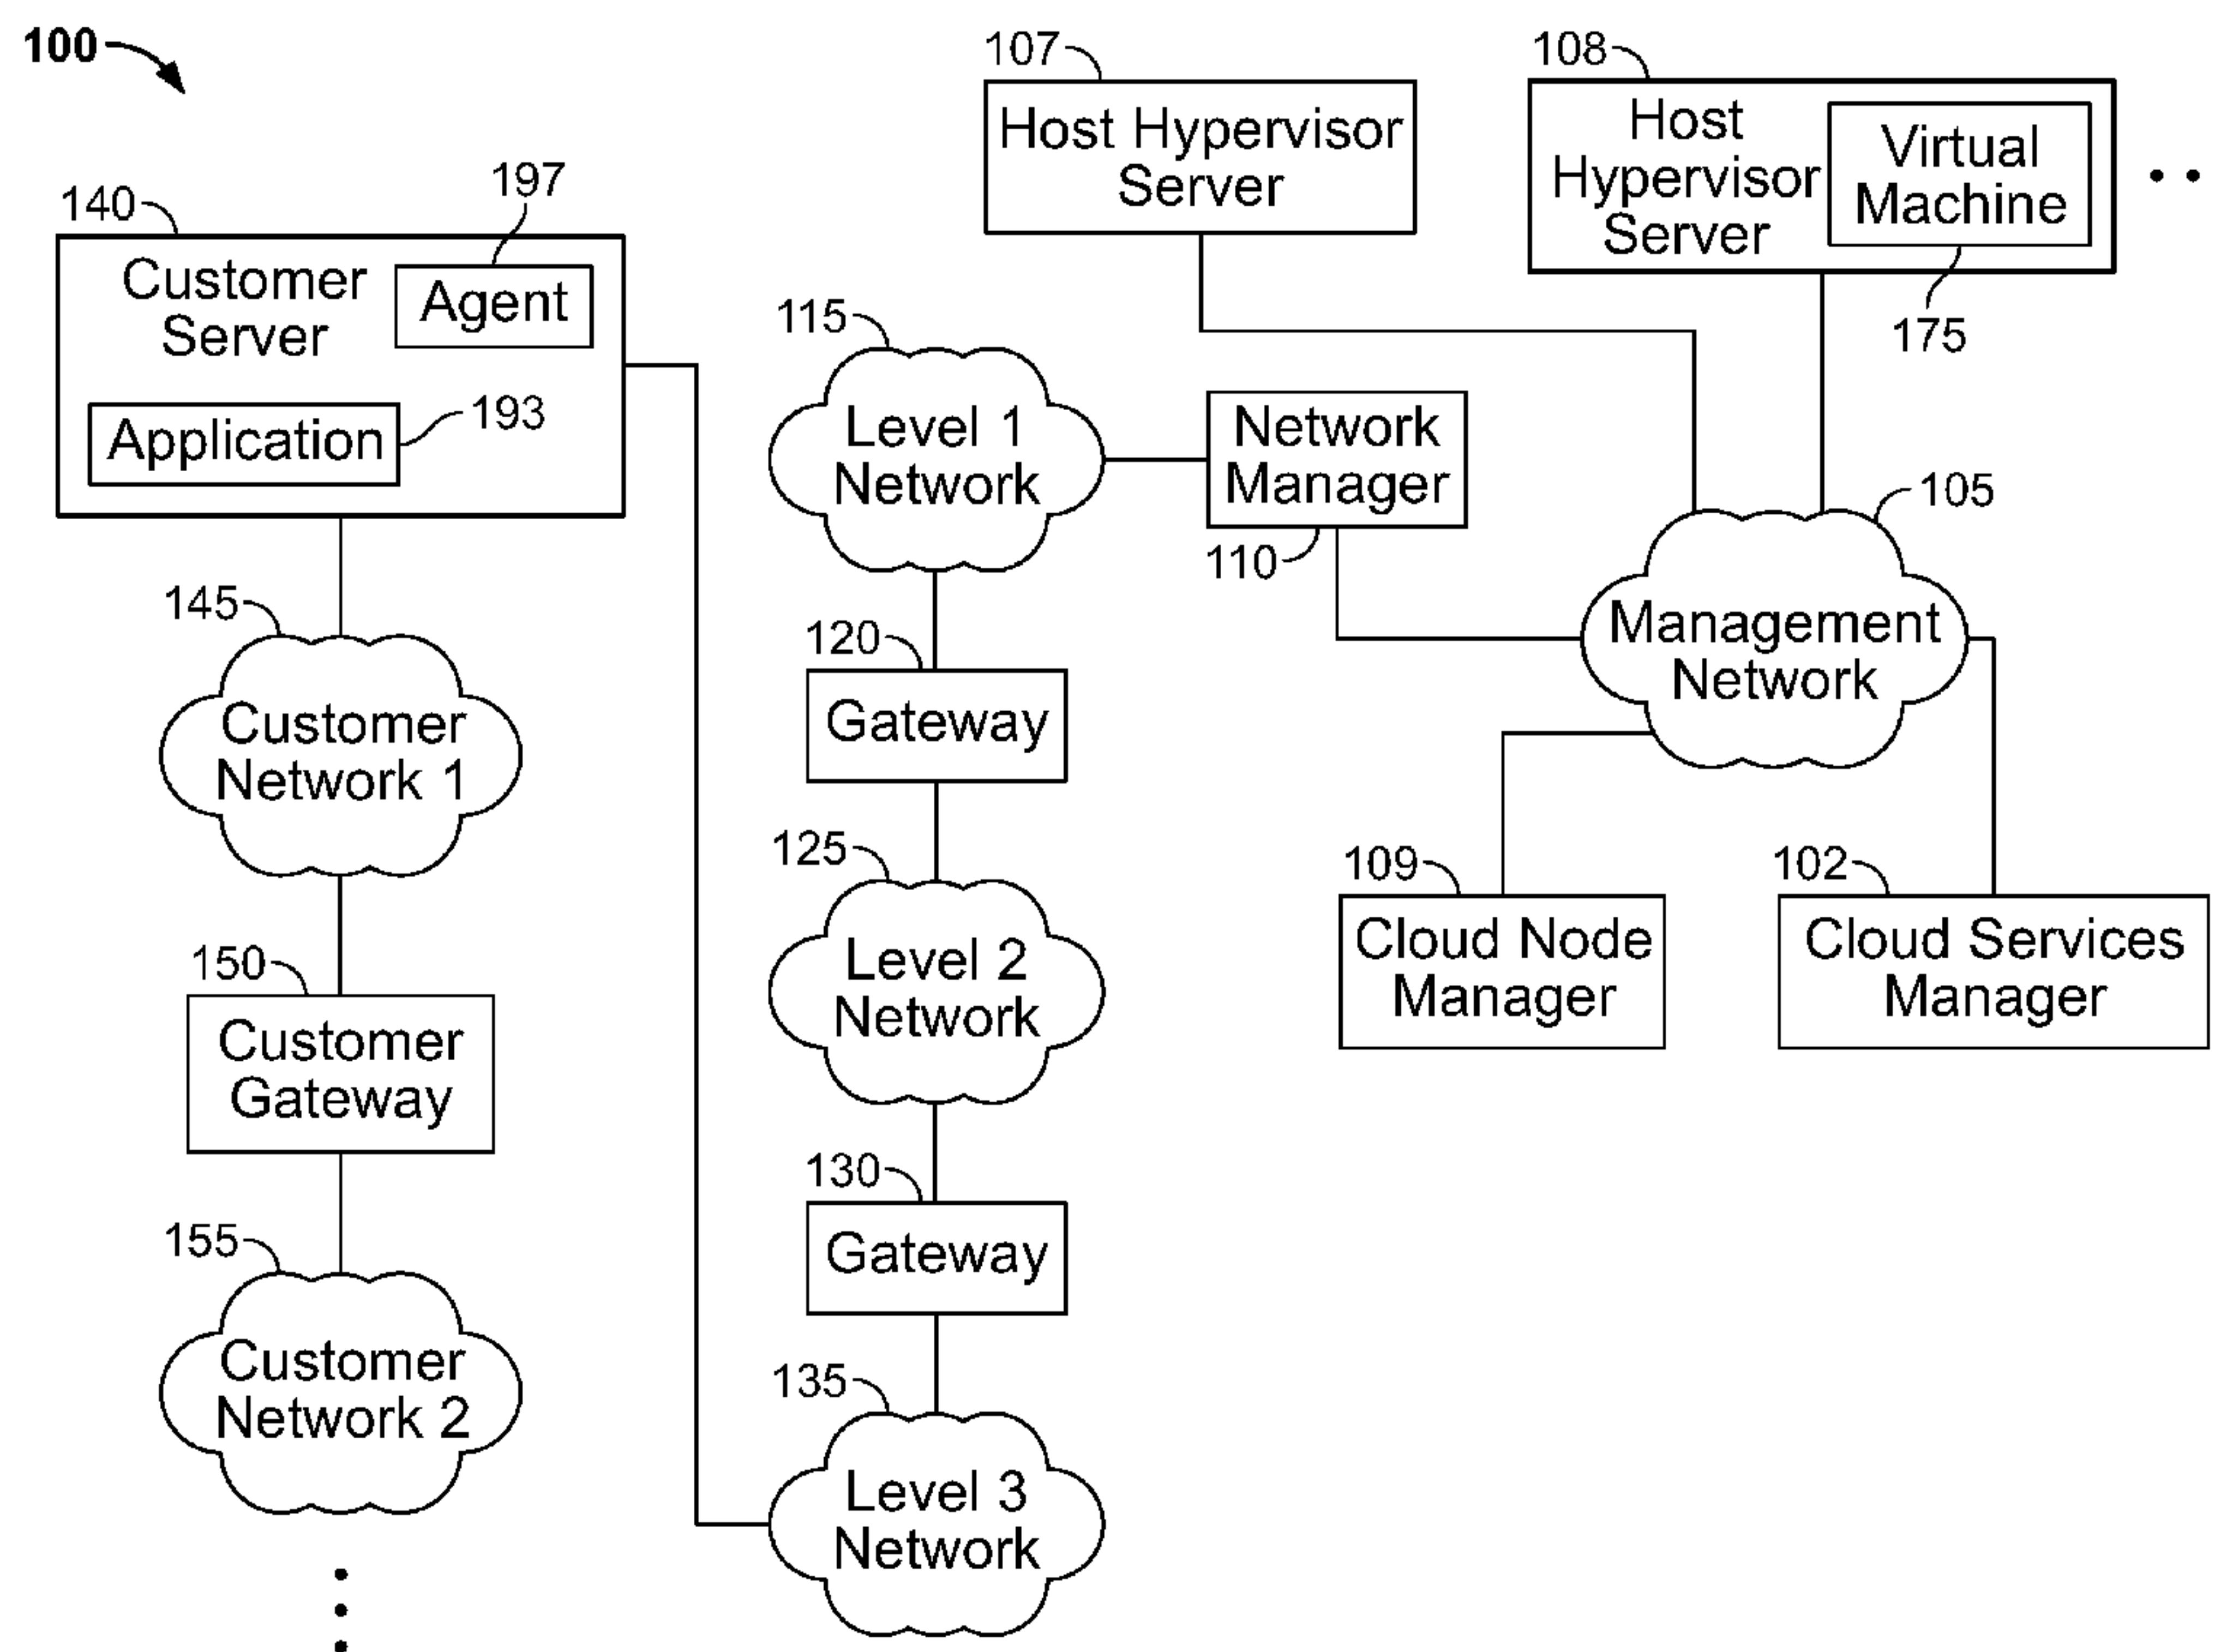 100
107
108
Host Hypervisor
Server
Host
Hypervisor
Server
Virtual
Machine
175
140
197
Customer
Server
Agent
Application
193
115
Level 1
Network
Network
Manager
110
105
Management
Network
145
Customer
Network 1
120
Gateway
125
Level 2
Network
109
Cloud Node
Manager
102
Cloud Services
Manager
150
Customer
Gateway
130
Gateway
155
Customer
Network 2
135
Level 3
Network